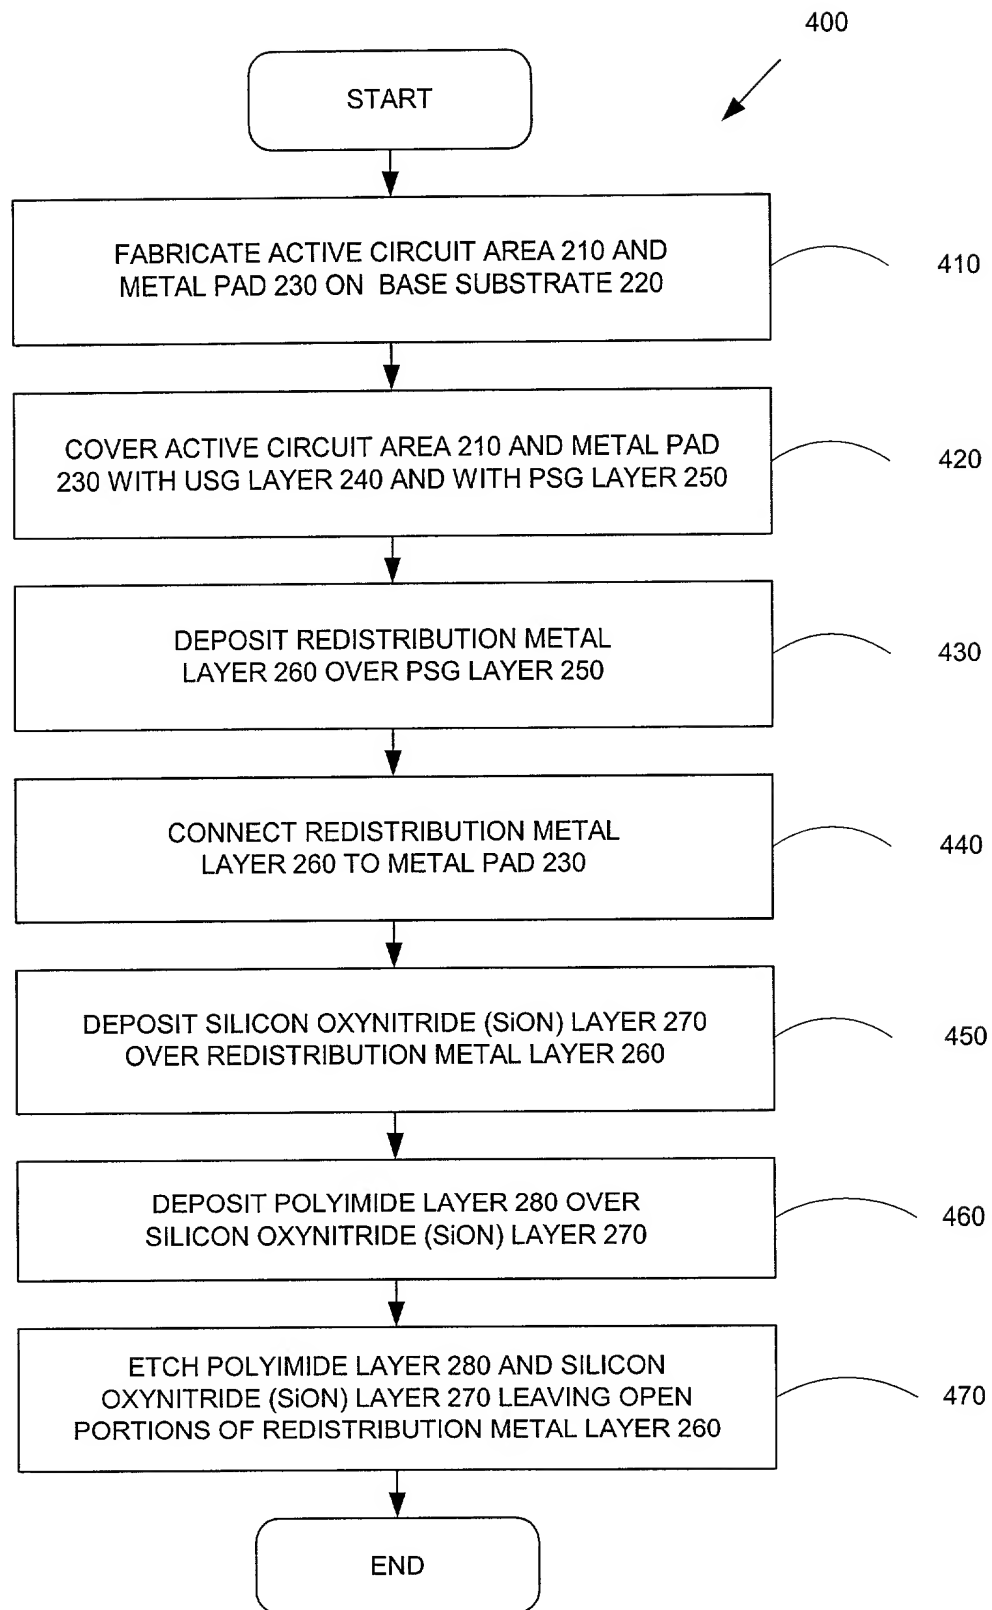 400
START
FABRICATE ACTIVE CIRCUIT AREA 210 AND
METAL PAD 230 ON BASE SUBSTRATE 220
410
COVER ACTIVE CIRCUIT AREA 210 AND METAL PAD
230 WITH USG LAYER 240 AND WITH PSG LAYER 250
420
DEPOSIT REDISTRIBUTION METAL
LAYER 260 OVER PSG LAYER 250
430
CONNECT REDISTRIBUTION METAL
LAYER 260 TO METAL PAD 230
440
DEPOSIT SILICON OXYNITRIDE (SiON) LAYER 270
OVER REDISTRIBUTION METAL LAYER 260
450
DEPOSIT POLYIMIDE LAYER 280 OVER
SILICON OXYNITRIDE (SiON) LAYER 270
460
ETCH POLYIMIDE LAYER 280 AND SILICON
OXYNITRIDE (SiON) LAYER 270 LEAVING OPEN
PORTIONS OF REDISTRIBUTION METAL LAYER 260
470
END